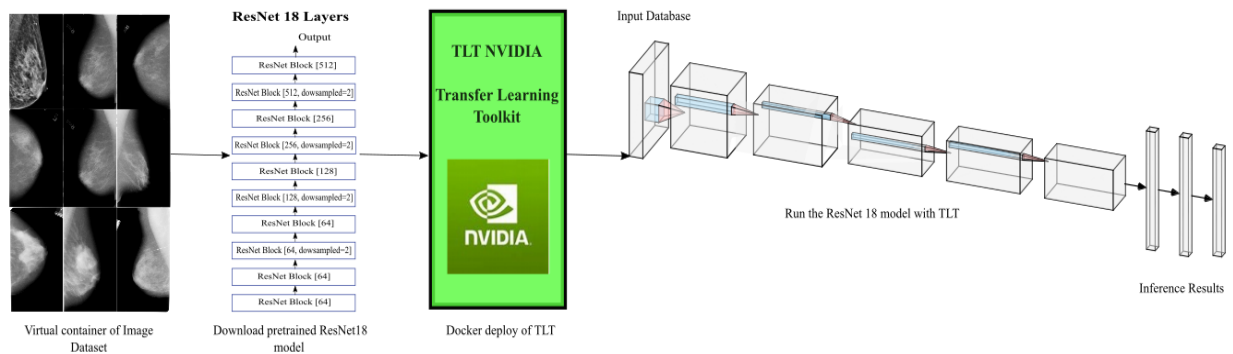 ResNet 18 Layers
Output
ResNet Block [512]
ResNet Block [512, dowsampled=2]
ResNet Block [256]
ResNet Block [256, dowsampled=2]
ResNet Block [128]
ResNet Block [128, dowsampled=2]
ResNet Block [64]
ResNet Block [64, dowsampled=2]
ResNet Block [64]
ResNet Block [64]
TLT NVIDIA
Transfer Learning
Toolkit
NVIDIA.
Input Database
Run the ResNet 18 model with TLT
Inference Results
Virtual container of Image
Dataset
Download pretrained ResNet18
model
Docker deploy of TLT